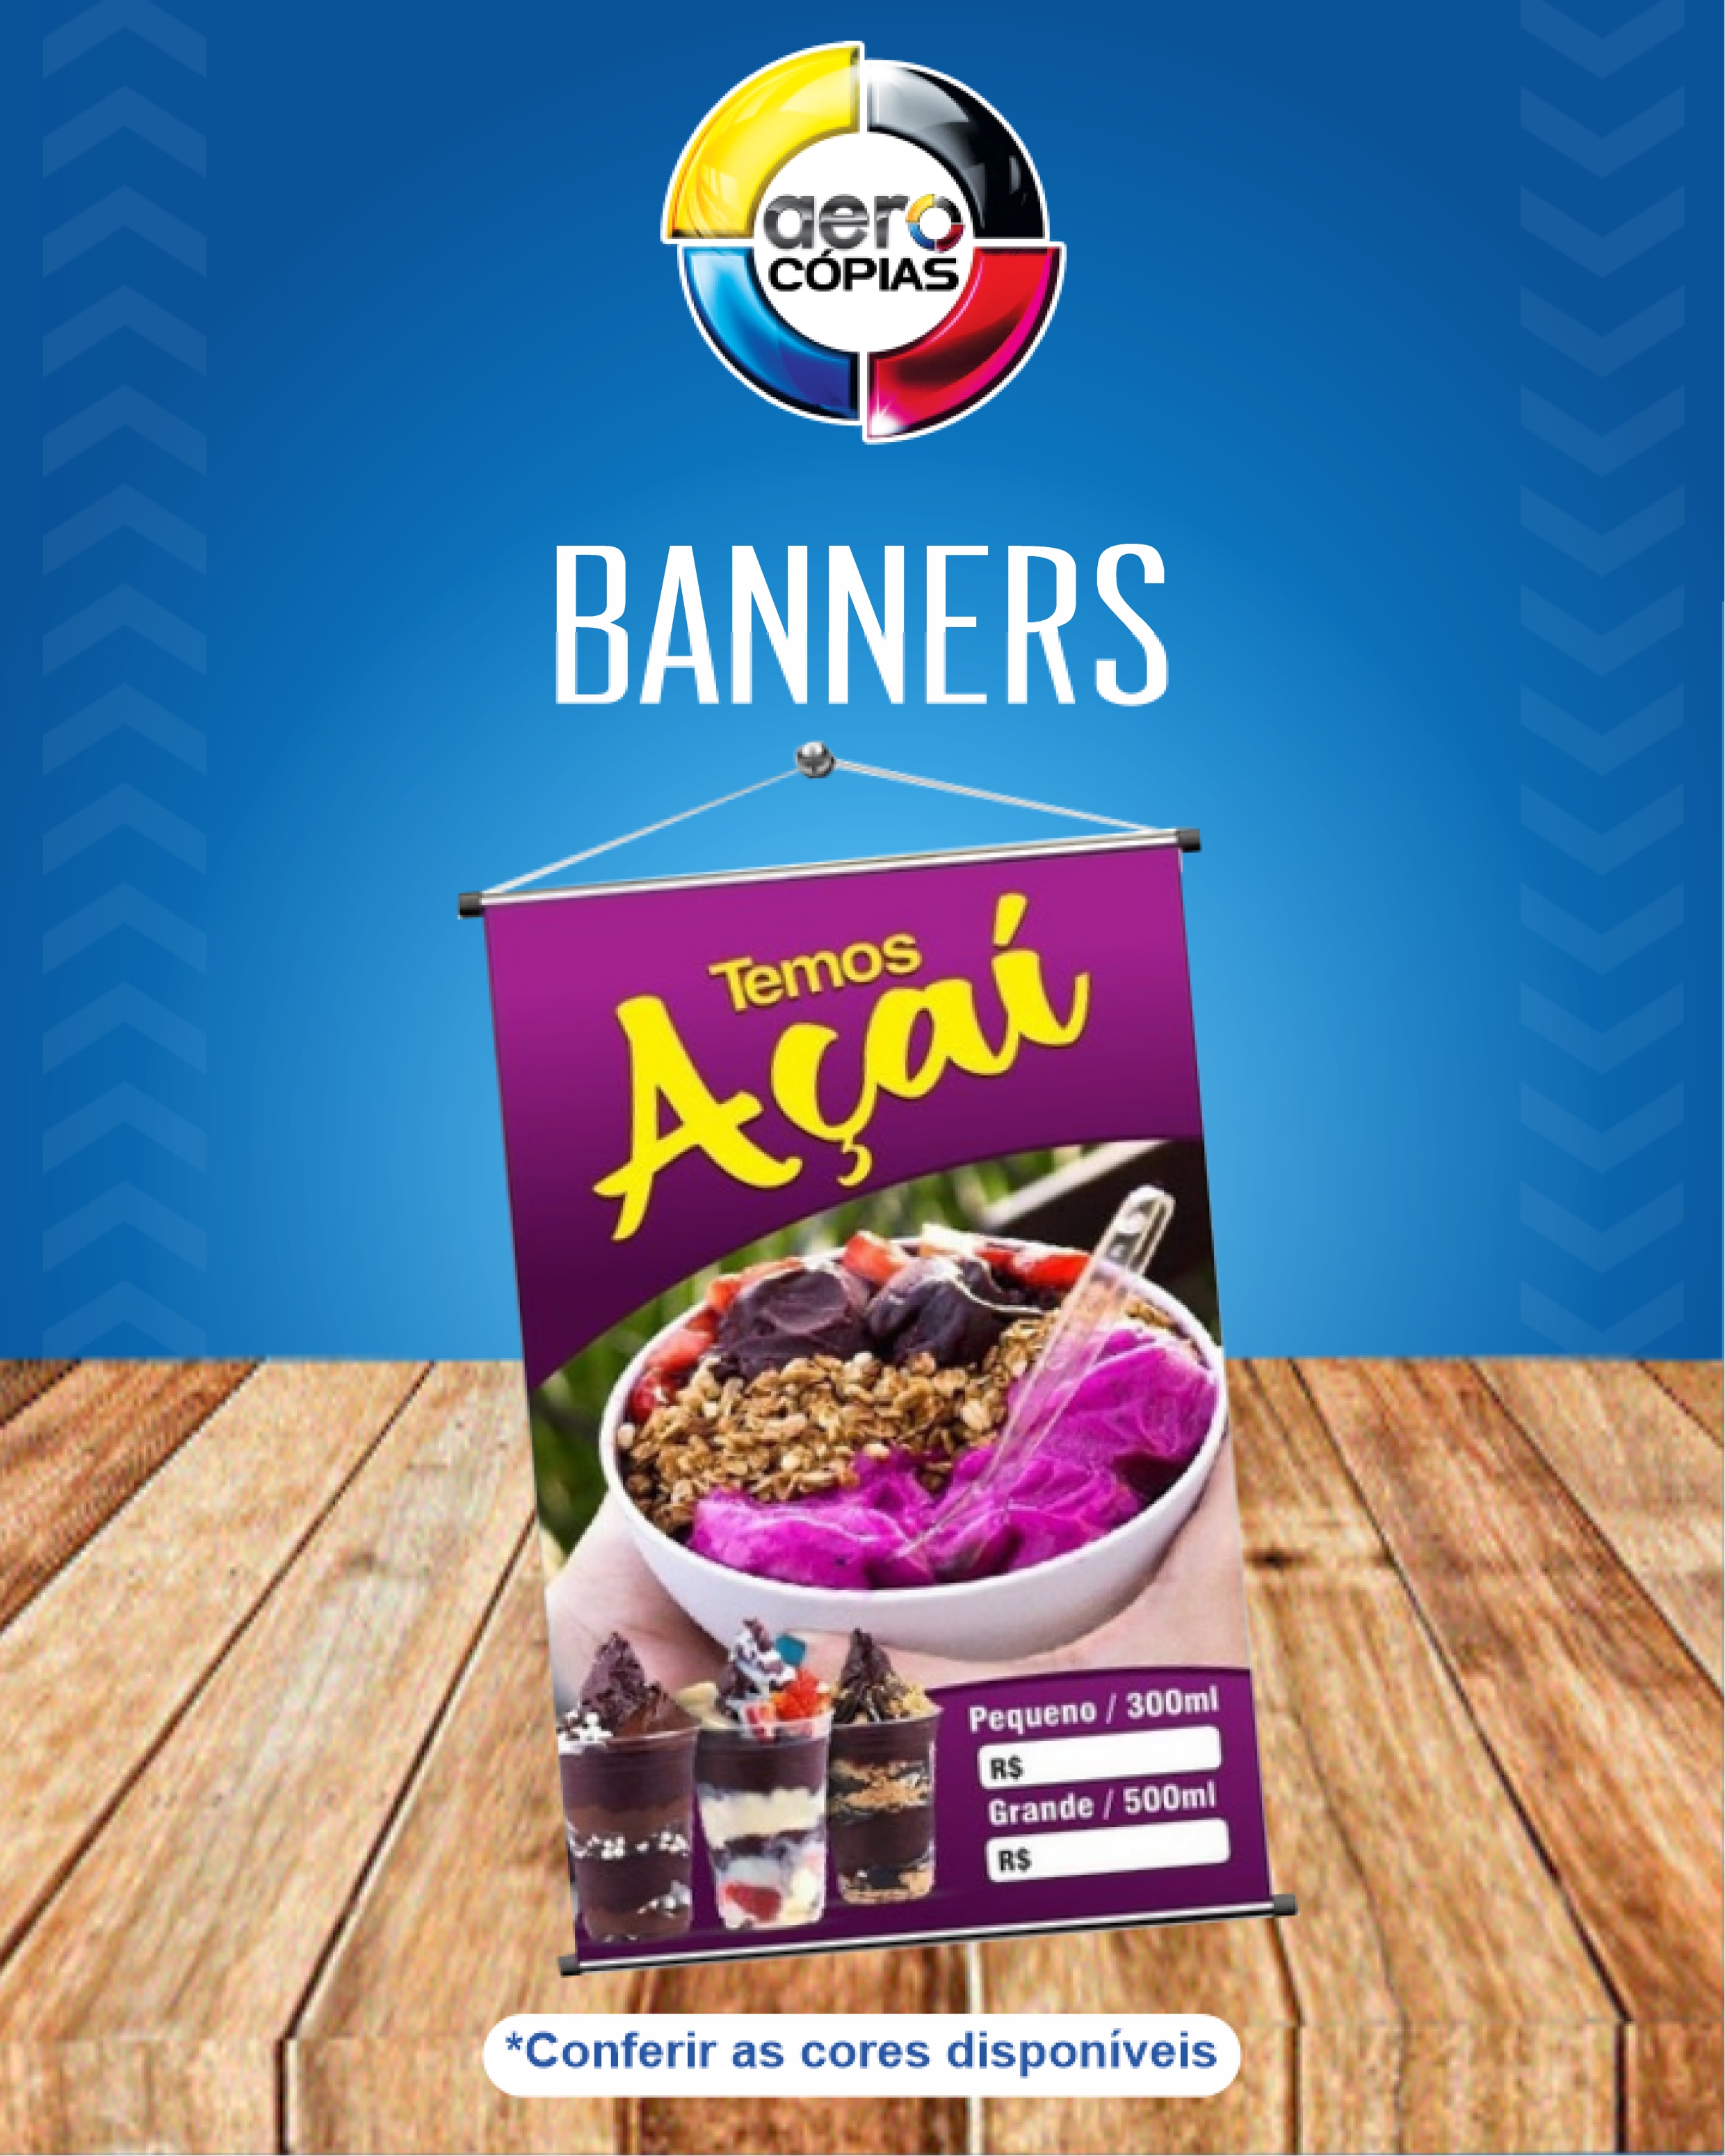 aero
CÓPIAS
BANNERS
Temos
Açaí
Pequeno / 300ml
R$
Grande / 500ml
R$
*Conferir as cores disponíveis